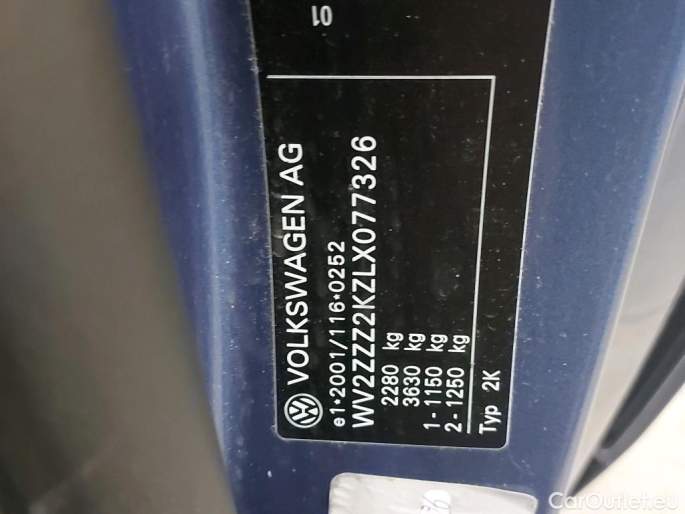 01
VOLKSWAGEN AG
e1*2001/116*0252
WV2ZZZ2KZLX077326
2280 kg
3630 kg
1 - 1150 kg
2 - 1250 kg
Typ 2K
CarOutlet.eu